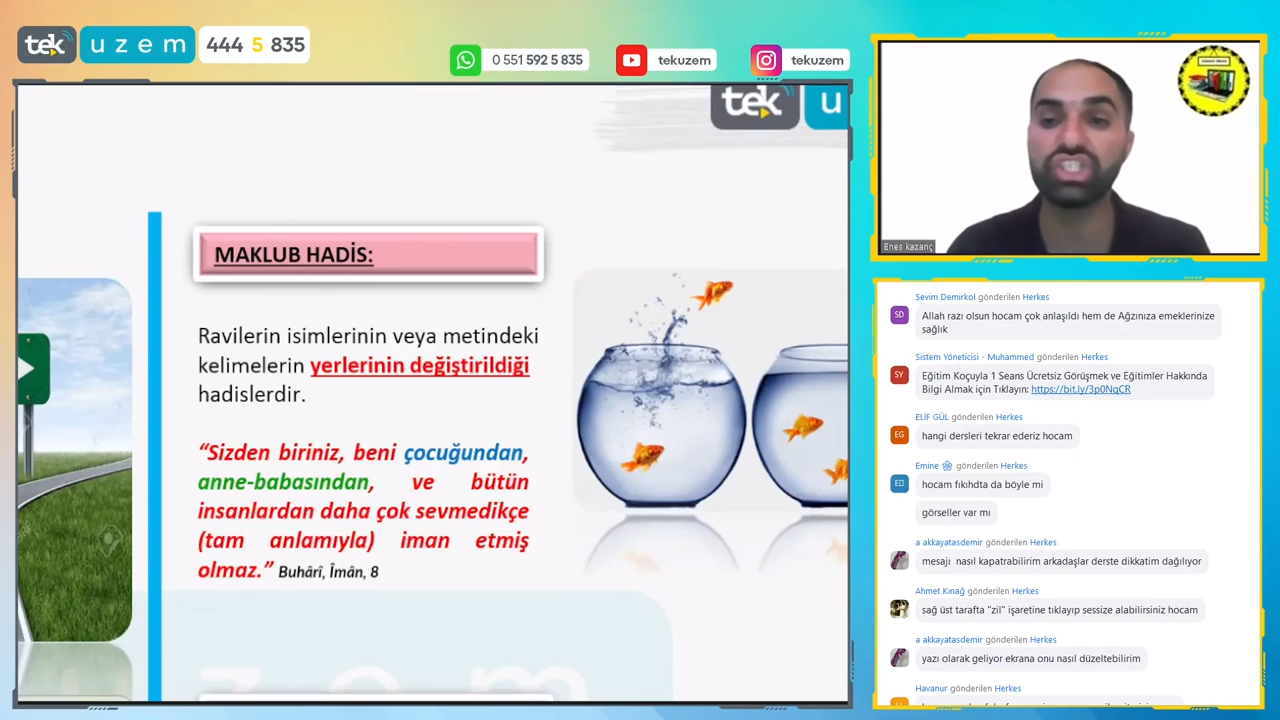 tek uzem 444 5 835
0 551 592 5 835
tekuzem
tekuzem
tek u
MAKLUB HADİS:
Ravilerin isimlerinin veya metindeki
kelimelerin yerlerinin değiştirildiği
hadislerdir.
“Sizden biriniz, beni çocuğundan,
anne-babasından, ve bütün
insanlardan daha çok sevmedikçe
(tam anlamıyla) iman etmiş
olmaz.” Buhârî, Îmân, 8
z e m
Enes kazanç
Sevim Demirkol gönderilen Herkes
SD
Allah razı olsun hocam çok anlaşıldı hem de Ağzınıza emeklerinize
sağlık
Sistem Yöneticisi - Muhammed gönderilen Herkes
SY
Eğitim Koçuyla 1 Seans Ücretsiz Görüşmek ve Eğitimler Hakkında
Bilgi Almak için Tıklayın: https://bit.ly/3p0NqCR
ELİF GÜL gönderilen Herkes
EG
hangi dersleri tekrar ederiz hocam
Emine gönderilen Herkes
hocam fıkıhdta da böyle mi
görseller var mı
a akkayatasdemir gönderilen Herkes
mesajı nasıl kapatrabilirim arkadaşlar derste dikkatim dağılıyor
Ahmet Kınağ gönderilen Herkes
sağ üst tarafta "zil" işaretine tıklayıp sessize alabilirsiniz hocam
a akkayatasdemir gönderilen Herkes
yazı olarak geliyor ekrana onu nasıl düzeltebilirim
Havanur gönderilen Herkes